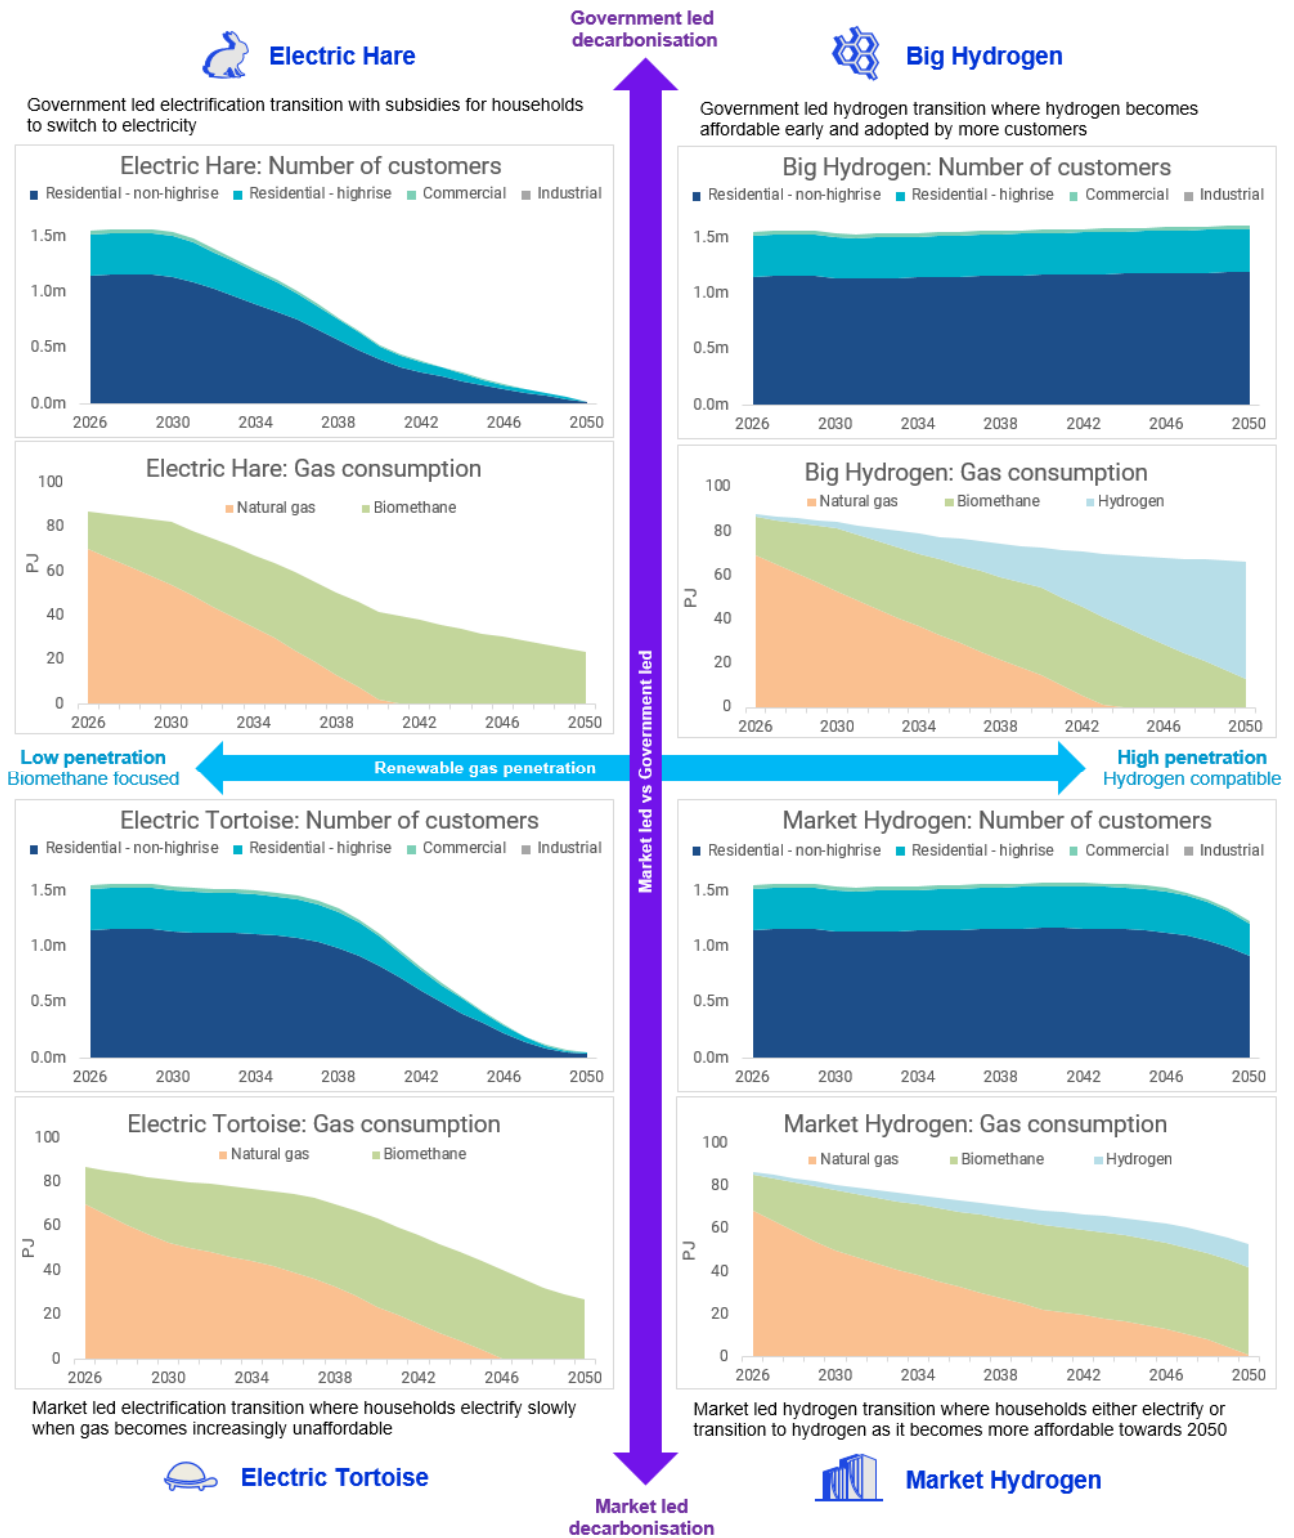 Government led
decarbonisation
Electric Hare
Government led electrification transition with subsidies for households
to switch to electricity
Electric Hare: Number of customers
Residential - non-highrise Residential - highrise Commercial Industrial
1.5m
1.0m
0.5m
0.0m
2026 2030 2034 2038 2042 2046 2050
Electric Hare: Gas consumption
100
Natural gas Biomethane
80
60
PJ
40
20
0
2026 2030 2034 2038 2042 2046 2050
Big Hydrogen
Government led hydrogen transition where hydrogen becomes
affordable early and adopted by more customers
Big Hydrogen: Number of customers
Residential - non-highrise Residential - highrise Commercial Industrial
1.5m
1.0m
0.5m
0.0m
2026 2030 2034 2038 2042 2046 2050
Big Hydrogen: Gas consumption
100
Natural gas Biomethane Hydrogen
80
60
PJ
40
20
0
2026 2030 2034 2038 2042 2046 2050
Low penetration
Biomethane focused
Renewable gas penetration
Market led vs Government led
High penetration
Hydrogen compatible
Electric Tortoise: Number of customers
Residential - non-highrise Residential - highrise Commercial Industrial
1.5m
1.0m
0.5m
0.0m
2026 2030 2034 2038 2042 2046 2050
Electric Tortoise: Gas consumption
100
Natural gas Biomethane
80
60
PJ
40
20
0
2026 2030 2034 2038 2042 2046 2050
Market led electrification transition where households electrify slowly
when gas becomes increasingly unaffordable
Electric Tortoise
Market Hydrogen: Number of customers
Residential - non-highrise Residential - highrise Commercial Industrial
1.5m
1.0m
0.5m
0.0m
2026 2030 2034 2038 2042 2046 2050
Market Hydrogen: Gas consumption
100
Natural gas Biomethane Hydrogen
80
60
PJ
40
20
0
2026 2030 2034 2038 2042 2046 2050
Market led hydrogen transition where households either electrify or
transition to hydrogen as it becomes more affordable towards 2050
Market Hydrogen
Market led
decarbonisation